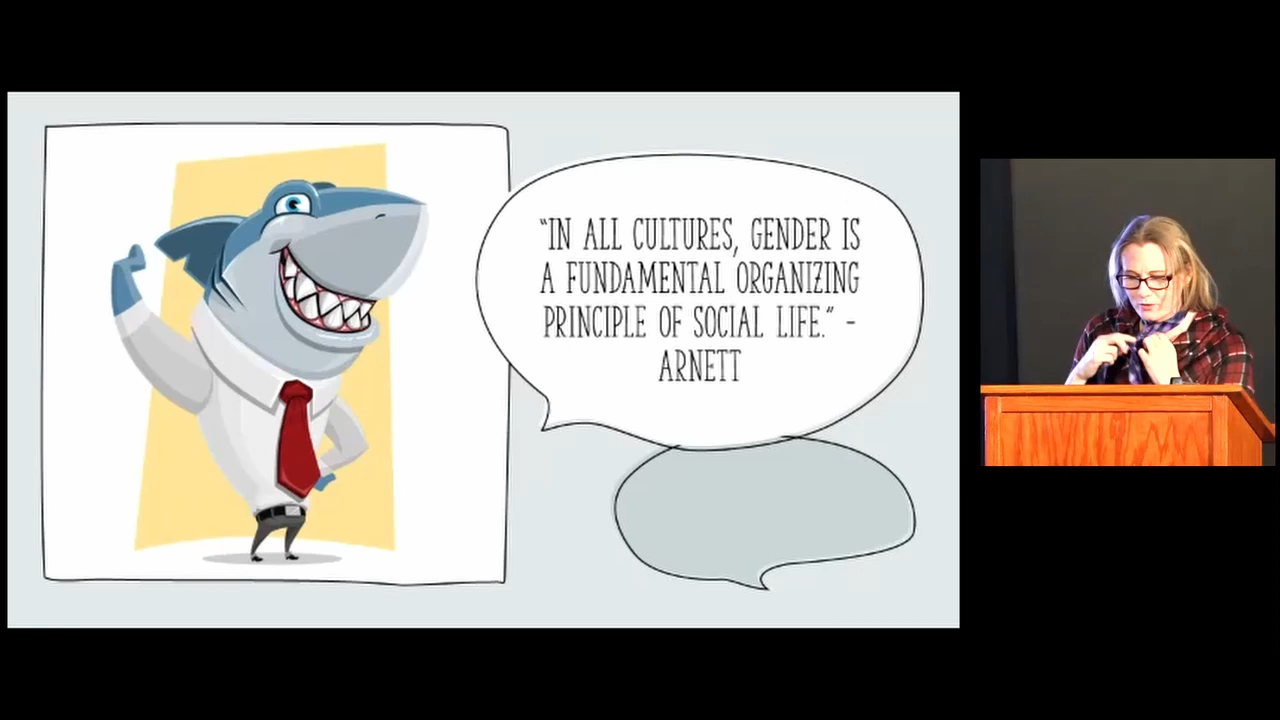 “IN ALL CULTURES, GENDER IS
A FUNDAMENTAL ORGANIZING
PRINCIPLE OF SOCIAL LIFE.” –
ARNETT